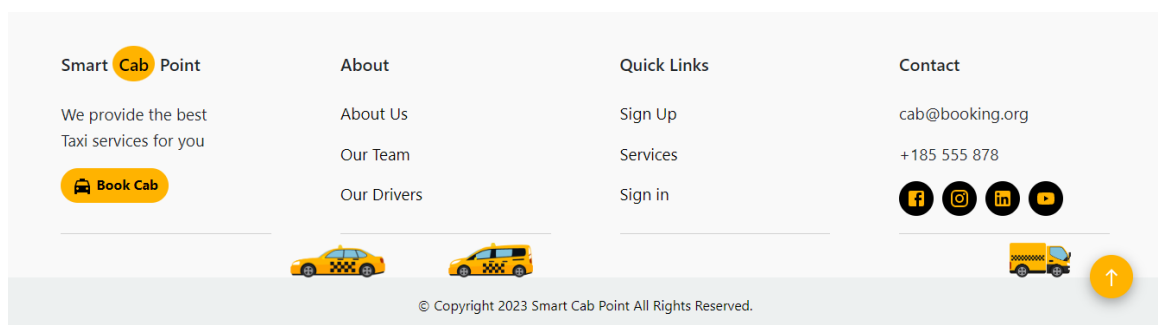 Smart Cab Point
We provide the best
Taxi services for you
Book Cab
About
About Us
Our Team
Our Drivers
Quick Links
Sign Up
Services
Sign in
Contact
cab@booking.org
+185 555 878
© Copyright 2023 Smart Cab Point All Rights Reserved.